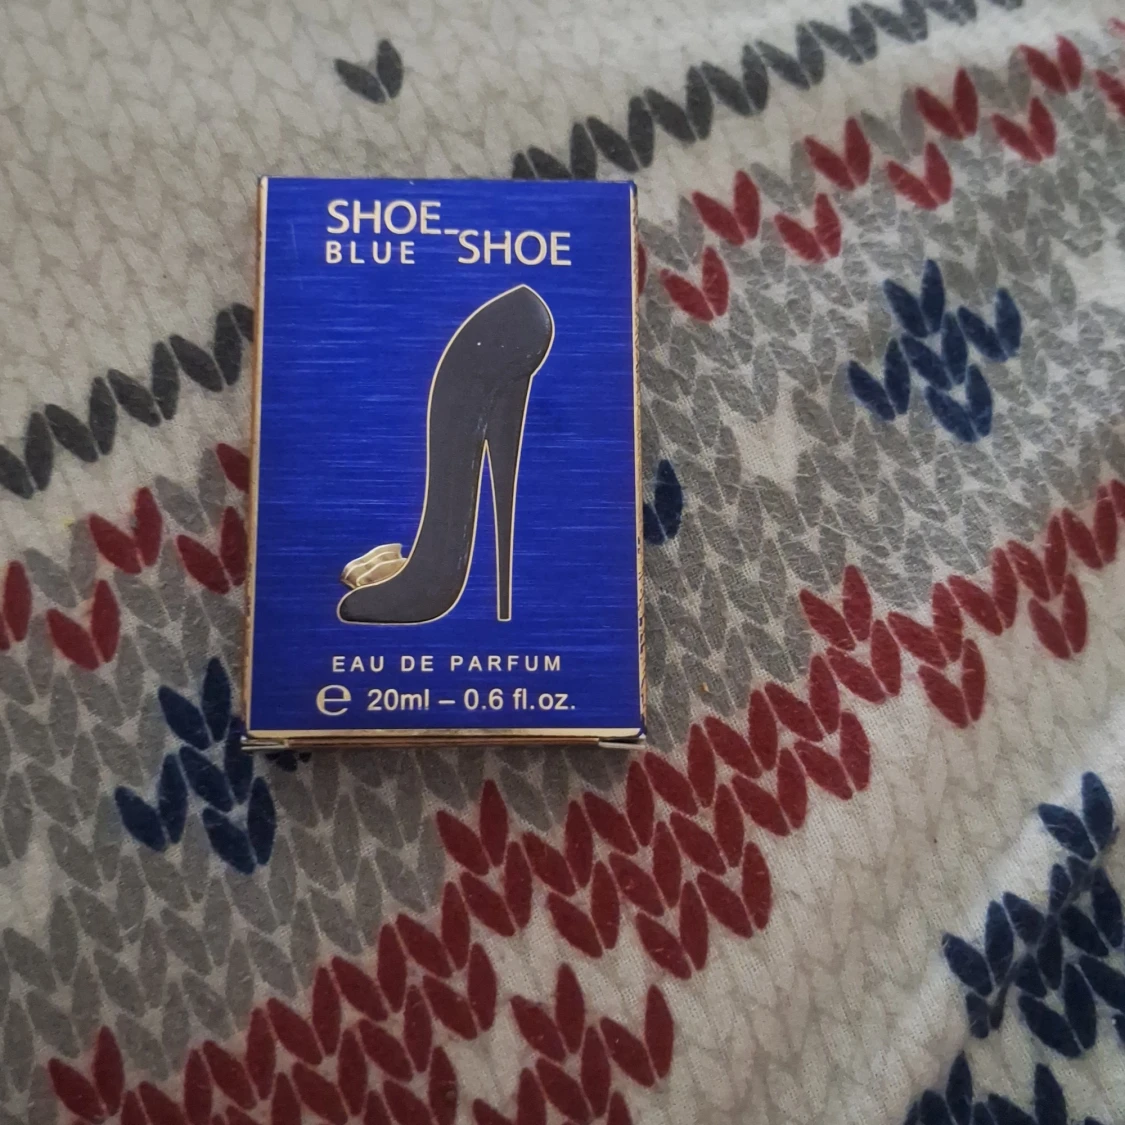 SHOE-SHOE
BLUE
EAU DE PARFUM
e 20ml – 0.6 fl.oz.